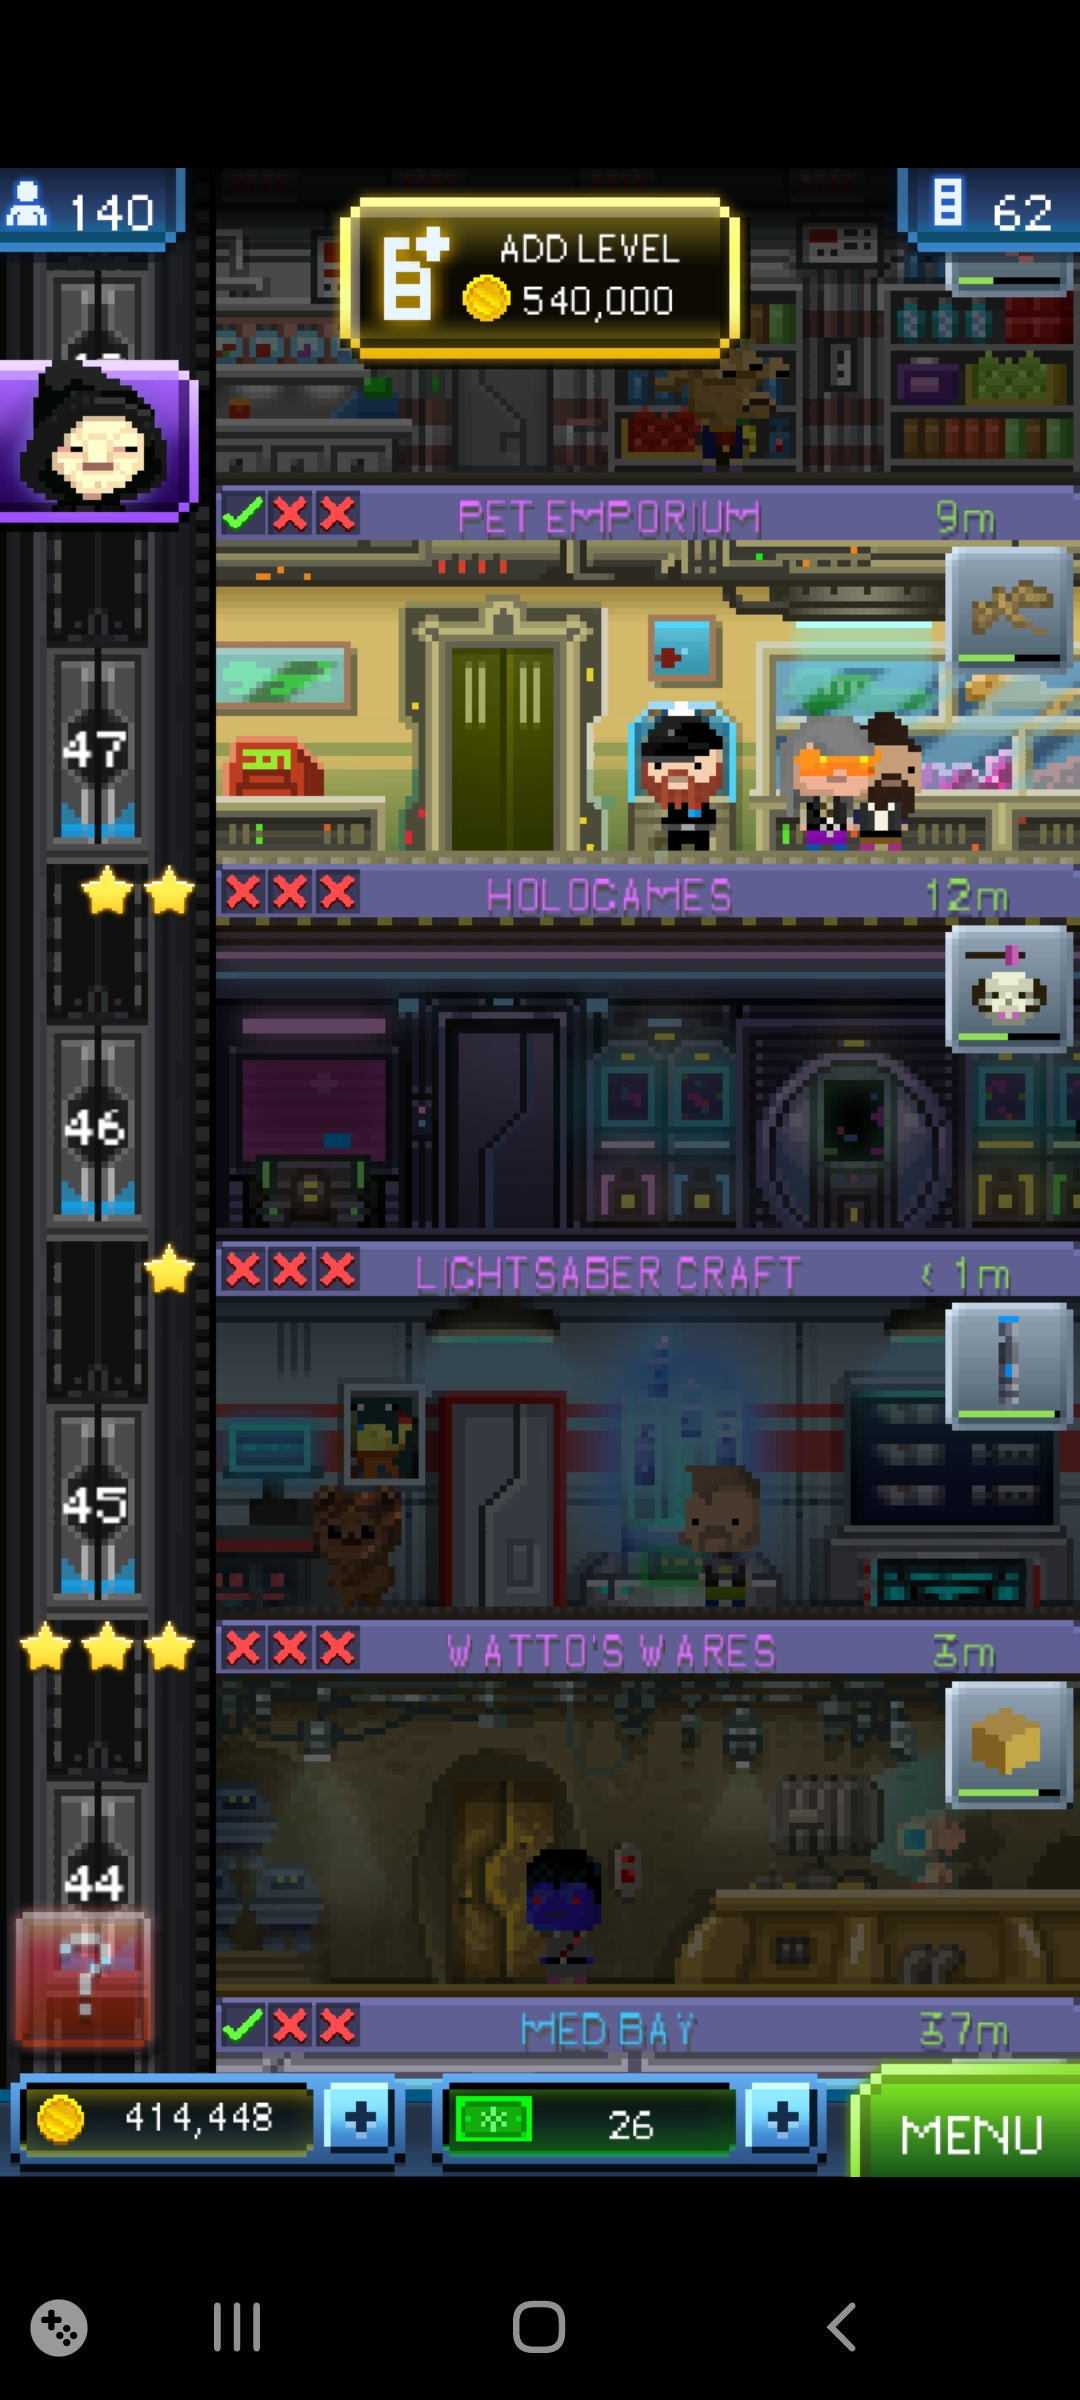 140
ADD LEVEL
540,000
62
PET EMPORIUM 9m
47
HOLOGAMES 12m
46
LIGHTSABER CRAFT < 1m
45
WATTO'S WARES 3m
44
?
MED BAY 37m
414,448
26
MENU